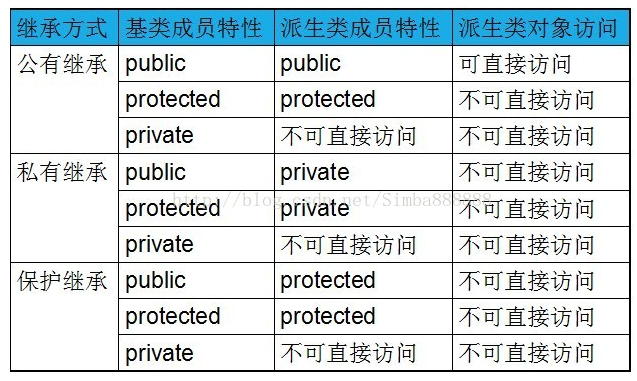 继承方式 基类成员特性 派生类成员特性 派生类对象访问
公有继承 public public 可直接访问
protected protected 不可直接访问
private 不可直接访问 不可直接访问
私有继承 public private 不可直接访问
http://blog.csdn.net/Simba888888
protected private 不可直接访问
private 不可直接访问 不可直接访问
保护继承 public protected 不可直接访问
protected protected 不可直接访问
private 不可直接访问 不可直接访问